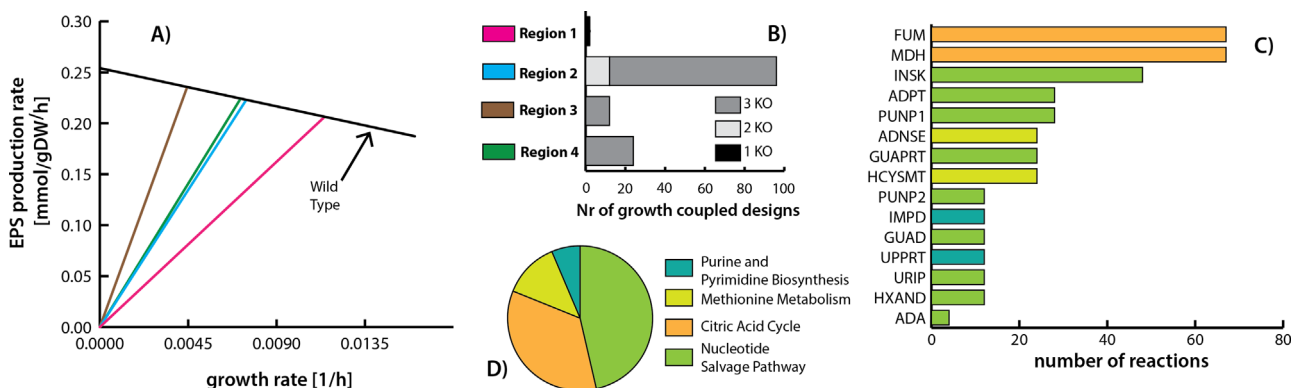 A)
EPS production rate
[mmol/gDW/h]
0.30
0.25
0.20
0.15
0.10
0.05
0.00
0.0000
0.0045
0.0090
0.0135
growth rate [1/h]
Wild
Type
B)
Region 1
Region 2
Region 3
Region 4
3 KO
2 KO
1 KO
0
20
40
60
80
100
Nr of growth coupled designs
D)
Purine and
Pyrimidine Biosynthesis
Methionine Metabolism
Citric Acid Cycle
Nucleotide
Salvage Pathway
C)
FUM
MDH
INSK
ADPT
PUNP1
ADNSE
GUAPRT
HCYSMT
PUNP2
IMPD
GUAD
UPPRT
URIP
HXAND
ADA
0
20
40
60
80
number of reactions